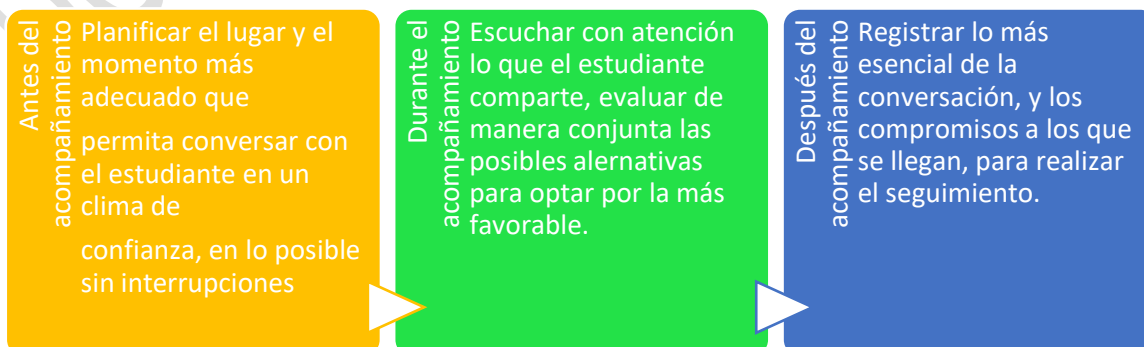 Antes del
acompañamiento
Planificar el lugar y el
momento más
adecuado que
permita conversar con
el estudiante en un
clima de
confianza, en lo posible
sin interrupciones
Durante el
acompañamiento
Escuchar con atención
lo que el estudiante
comparte, evaluar de
manera conjunta las
posibles alernativas
para optar por la más
favorable.
Después del
acompañamiento
Registrar lo más
esencial de la
conversación, y los
compromisos a los que
se llegan, para realizar
el seguimiento.